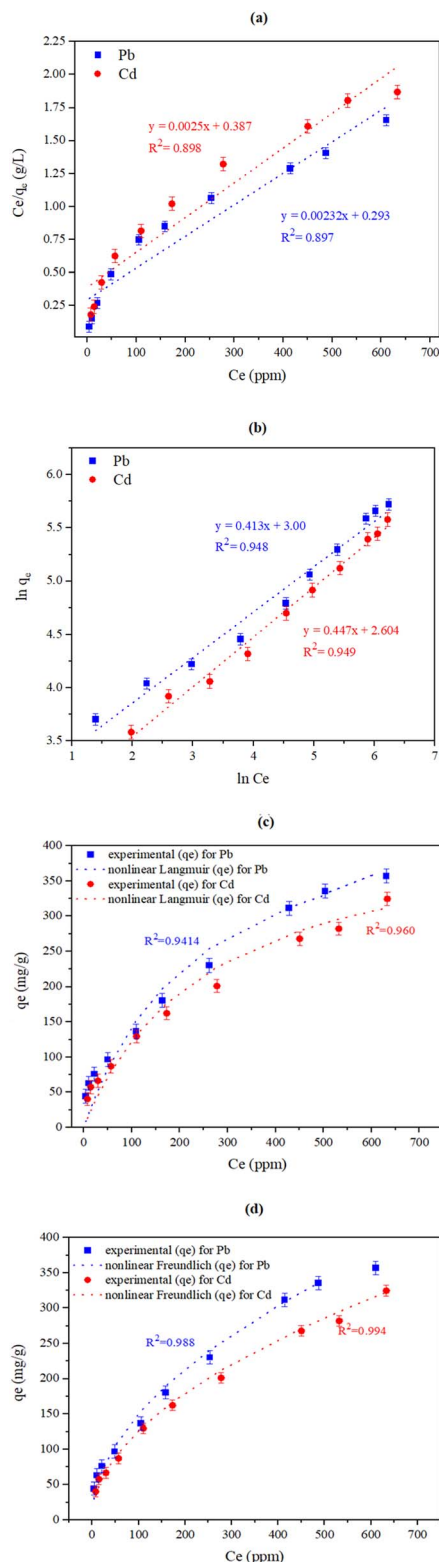 (a)
Pb
Cd
y = 0.0025x + 0.387
R2= 0.898
y = 0.00232x + 0.293
R2= 0.897
Ce/qe (g/L)
2.00
1.75
1.50
1.25
1.00
0.75
0.50
0.25
0 100 200 300 400 500 600 700
Ce (ppm)
(b)
Pb
Cd
y = 0.413x + 3.00
R2= 0.948
y = 0.447x + 2.604
R2= 0.949
ln qe
6.0
5.5
5.0
4.5
4.0
3.5
1 2 3 4 5 6 7
ln Ce
(c)
experimental (qe) for Pb
nonlinear Langmuir (qe) for Pb
experimental (qe) for Cd
nonlinear Langmuir (qe) for Cd
R2=0.9414
R2=0.960
qe (mg/g)
400
350
300
250
200
150
100
50
0
0 100 200 300 400 500 600 700
Ce (ppm)
(d)
experimental (qe) for Pb
nonlinear Freundlich (qe) for Pb
experimental (qe) for Cd
nonlinear Freundlich (qe) for Cd
R2=0.988
R2=0.994
qe (mg/g)
400
350
300
250
200
150
100
50
0
0 100 200 300 400 500 600 700
Ce (ppm)